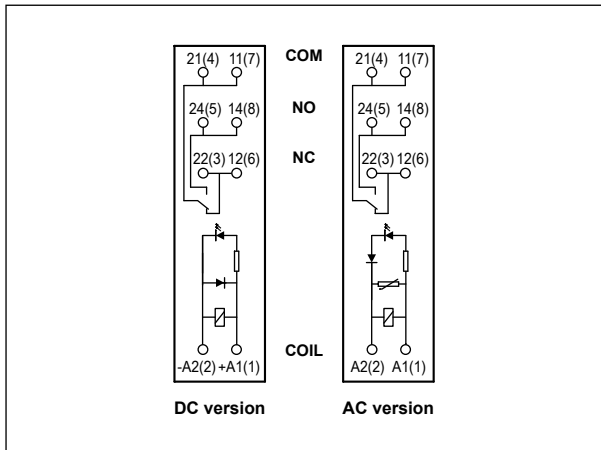 21(4) 11(7) COM 21(4) 11(7)
24(5) 14(8) NO 24(5) 14(8)
22(3) 12(6) NC 22(3) 12(6)
-A2(2) +A1(1) COIL A2(2) A1(1)
DC version AC version